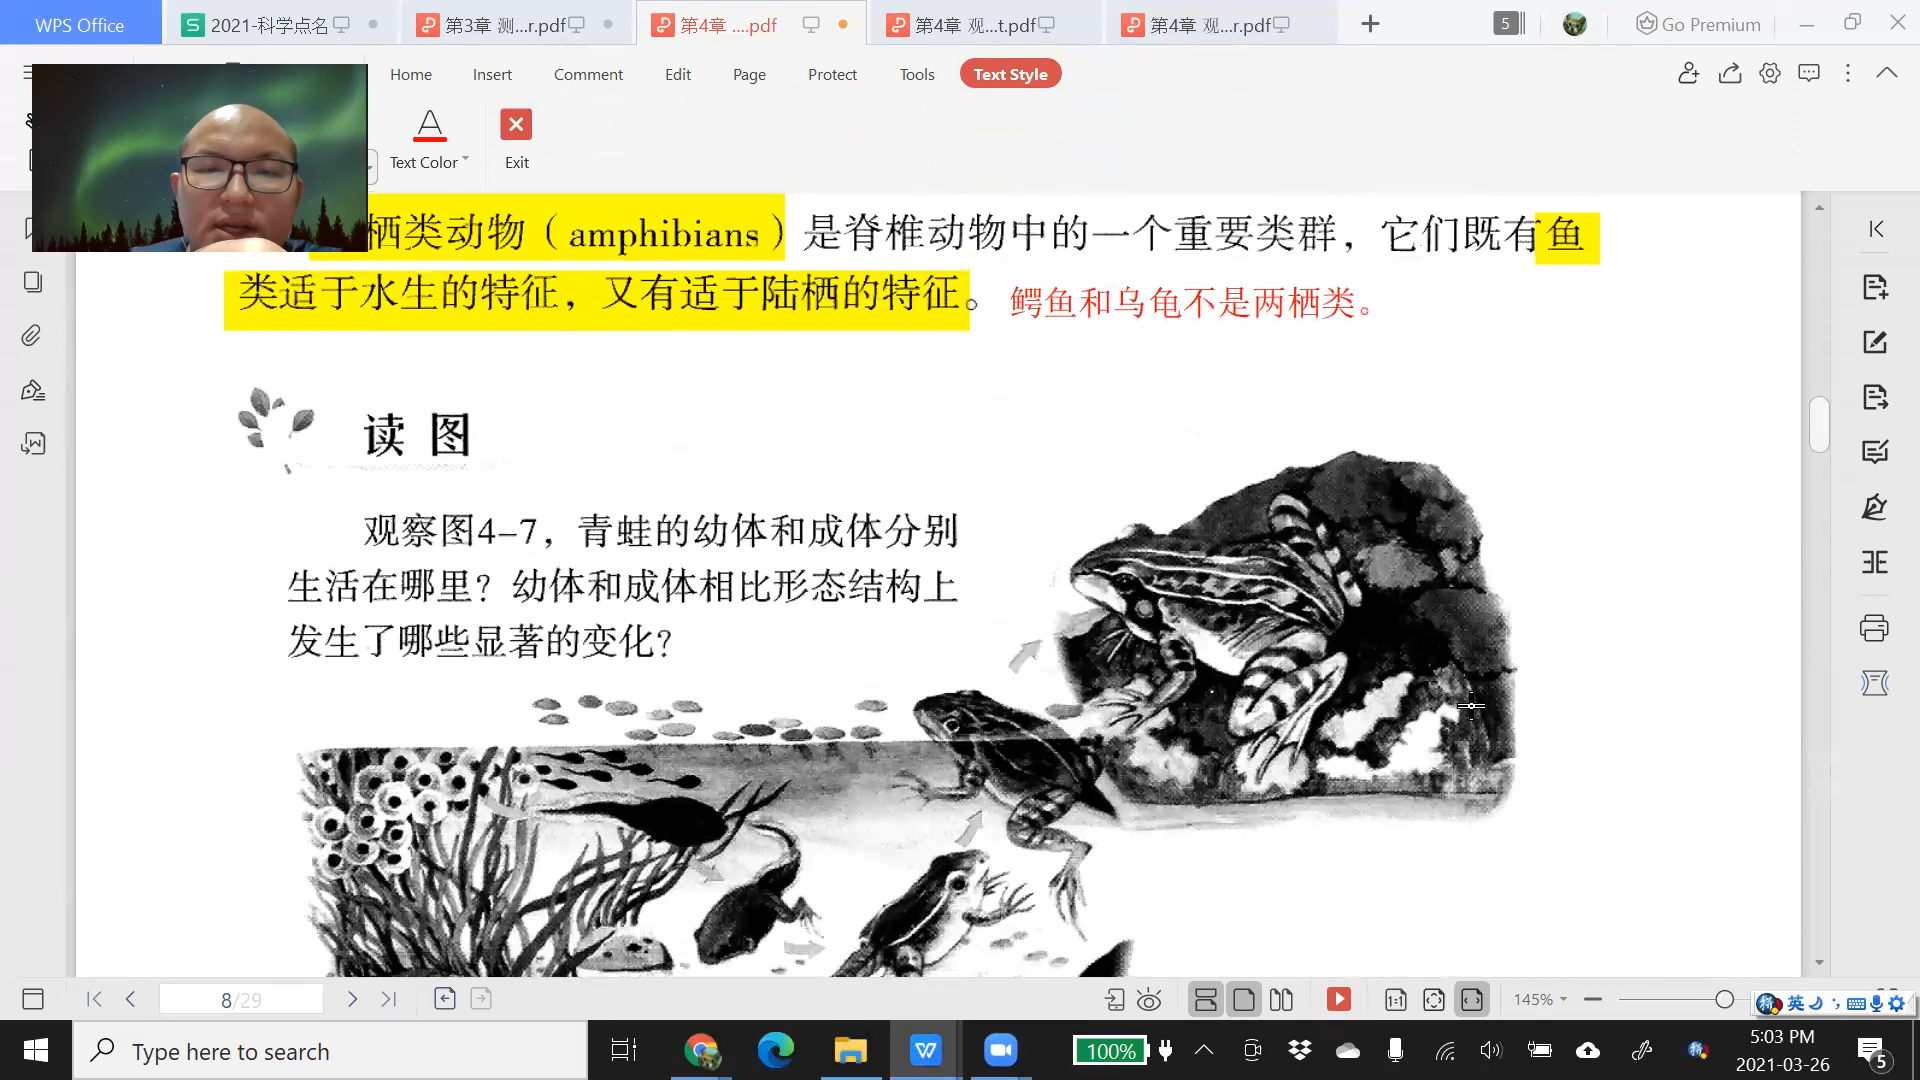 WPS Office
2021-科学点名
第3章 测...r.pdf
第4章 ....pdf
第4章 观...t.pdf
第4章 观...r.pdf
5
Go Premium
Home
Insert
Comment
Edit
Page
Protect
Tools
Text Style
Text Color
Exit
栖类动物（amphibians）是脊椎动物中的一个重要类群，它们既有鱼
类适于水生的特征，又有适于陆栖的特征。 鳄鱼和乌龟不是两栖类。
读 图
观察图4-7，青蛙的幼体和成体分别
生活在哪里？幼体和成体相比形态结构上
发生了哪些显著的变化？
8/29
1:1
145%
英
Type here to search
100%
5:03 PM
2021-03-26
5